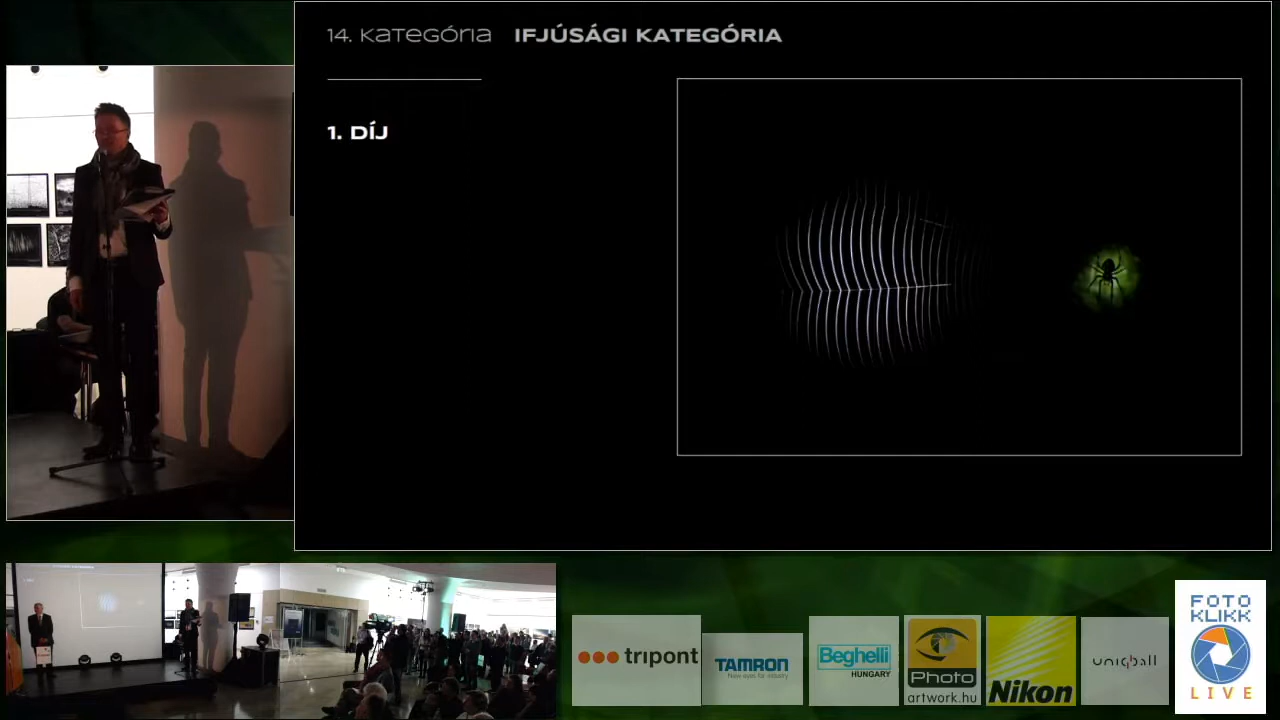 14. kategória IFJÚSÁGI KATEGÓRIA
1. DÍJ
tripont
TAMRON
New eyes for industry
Beghelli
HUNGARY
Photo
artwork.hu
Nikon
uniqball
FOTO
KLIKK
LIVE